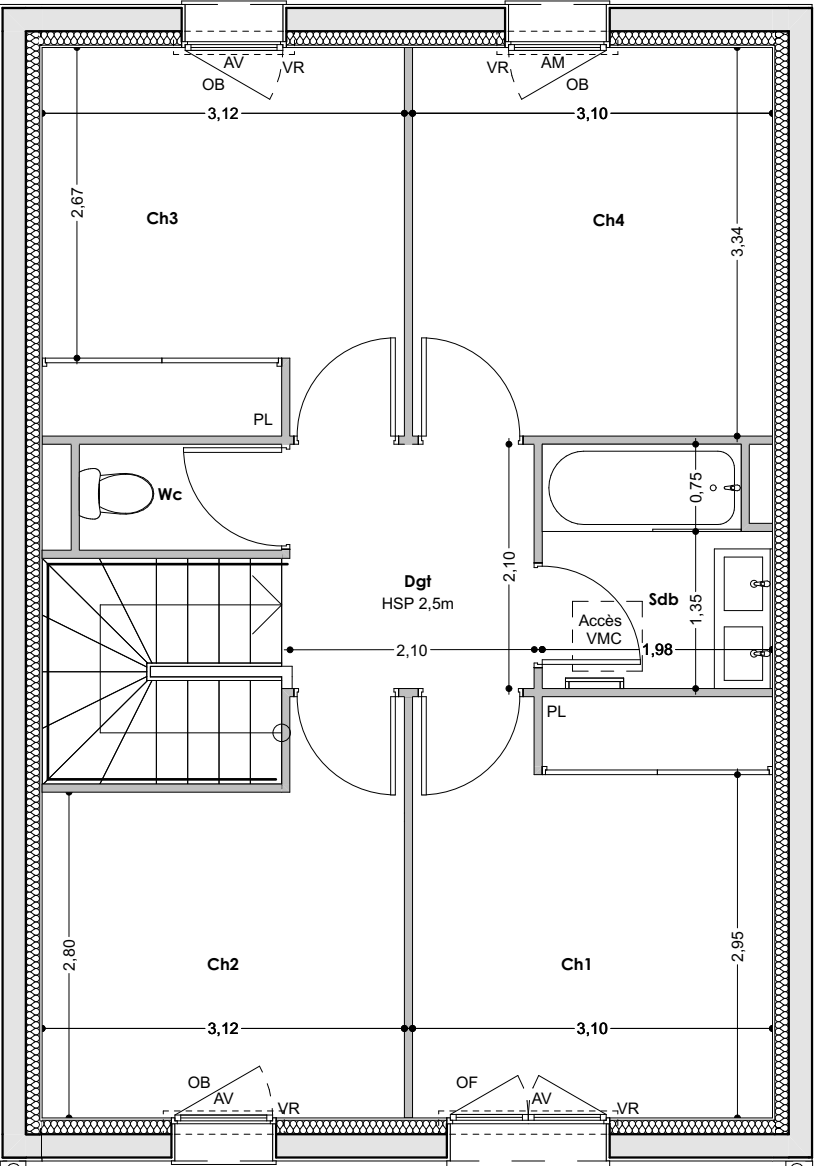 AV
VR
OB
VR
AM
OB
3,12
3,10
2,67
Ch3
Ch4
3,34
PL
Wc
0,75
Dgt
HSP 2,5m
2,10
Sdb
1,35
Accès
VMC
2,10
1,98
PL
2,80
Ch2
Ch1
2,95
3,12
3,10
OB
AV
VR
OF
AV
VR